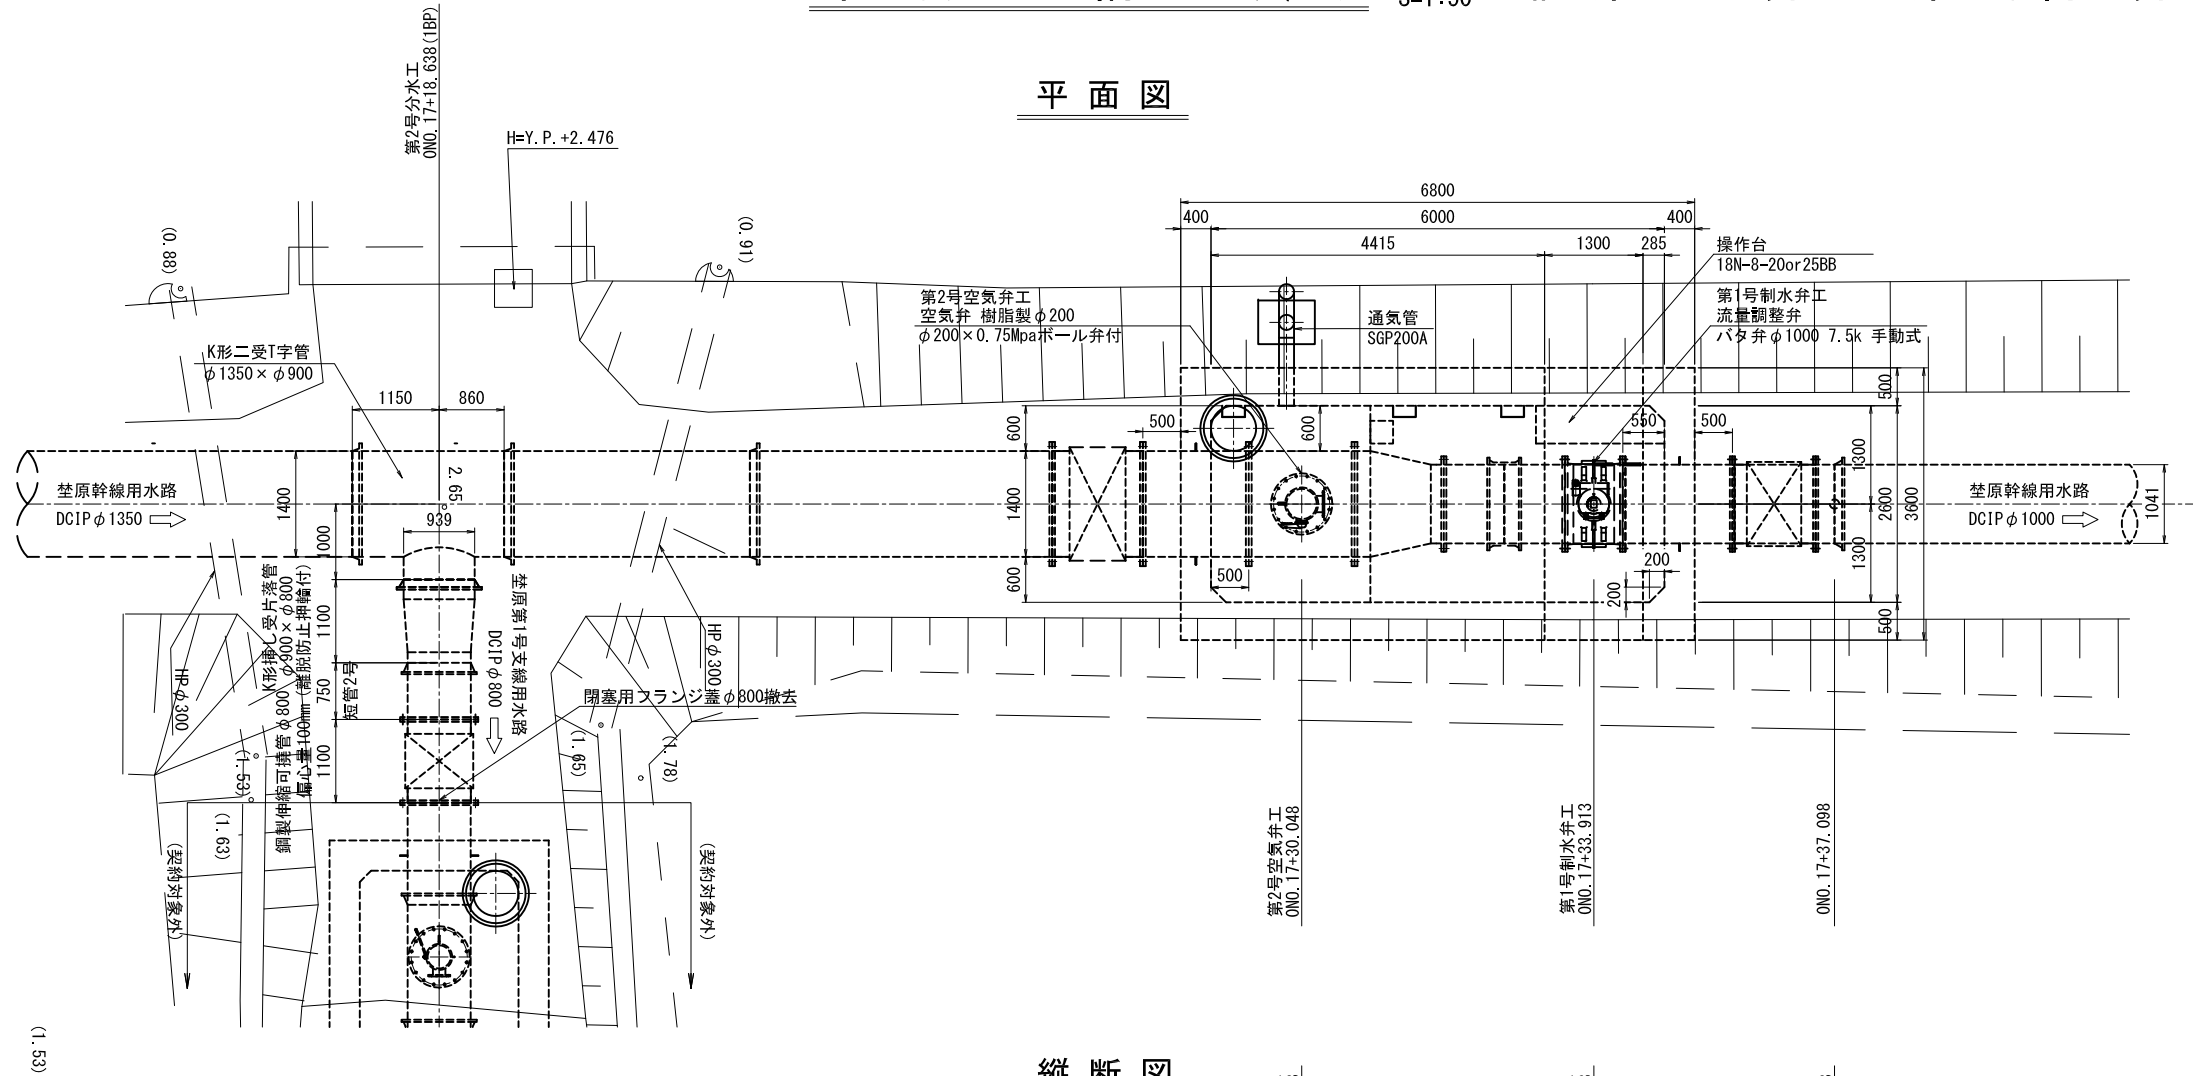 S=1:50
平面図
第2号分水工
0NO.17+18.638(1BP)
H=Y.P.+2.476
(0.88)
(0.91)
6800
400
6000
400
4415
1300
285
操作台
18N-8-20or25BB
第2号空気弁工
空気弁 樹脂製φ200
φ200×0.75Mpaボール弁付
通気管
SGP200A
第1号制水弁工
流量調整弁
バタ弁φ1000 7.5k 手動式
K形二受T字管
φ1350×φ900
1150
860
600
500
600
550
500
500
1300
2.65
埜原幹線用水路
DCIPφ1350
1400
939
1000
1400
2600
3600
埜原幹線用水路
DCIPφ1000
1041
600
500
200
200
1300
500
K形挿し受片落管
φ900×φ800
1100
鋼製伸縮可撓管φ800
偏心量100mm (離脱防止押輪付)
750
短管2号
1100
埜原第1号支線用水路
DCIPφ800
HPφ300
HPφ300
閉塞用フランジ蓋φ800撤去
(1.53)
(1.65)
(1.78)
(1.63)
(契約対象外)
(契約対象外)
第2号空気弁工
0NO.17+30.048
第1号制水弁工
0NO.17+33.913
0NO.17+37.098
(1.53)
縦断図